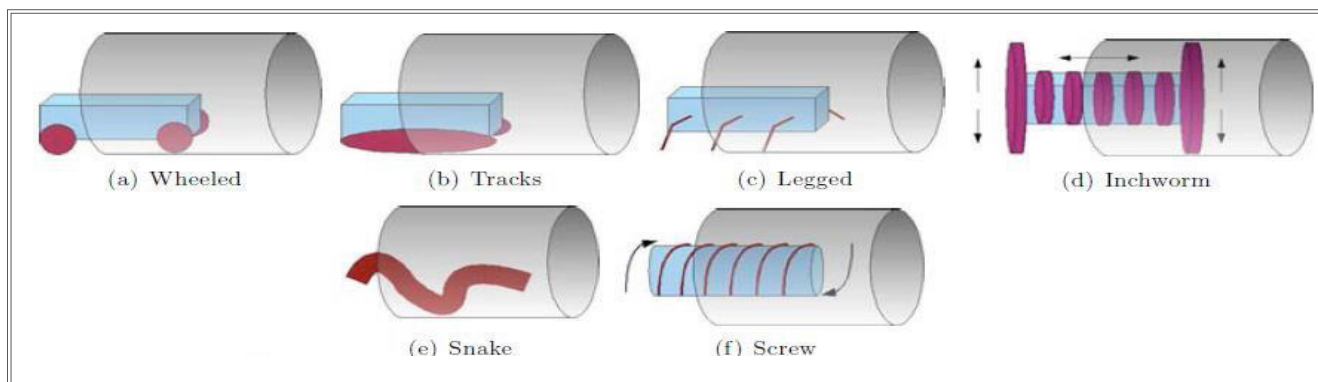 (a) Wheeled
(b) Tracks
(c) Legged
(d) Inchworm
(e) Snake
(f) Screw